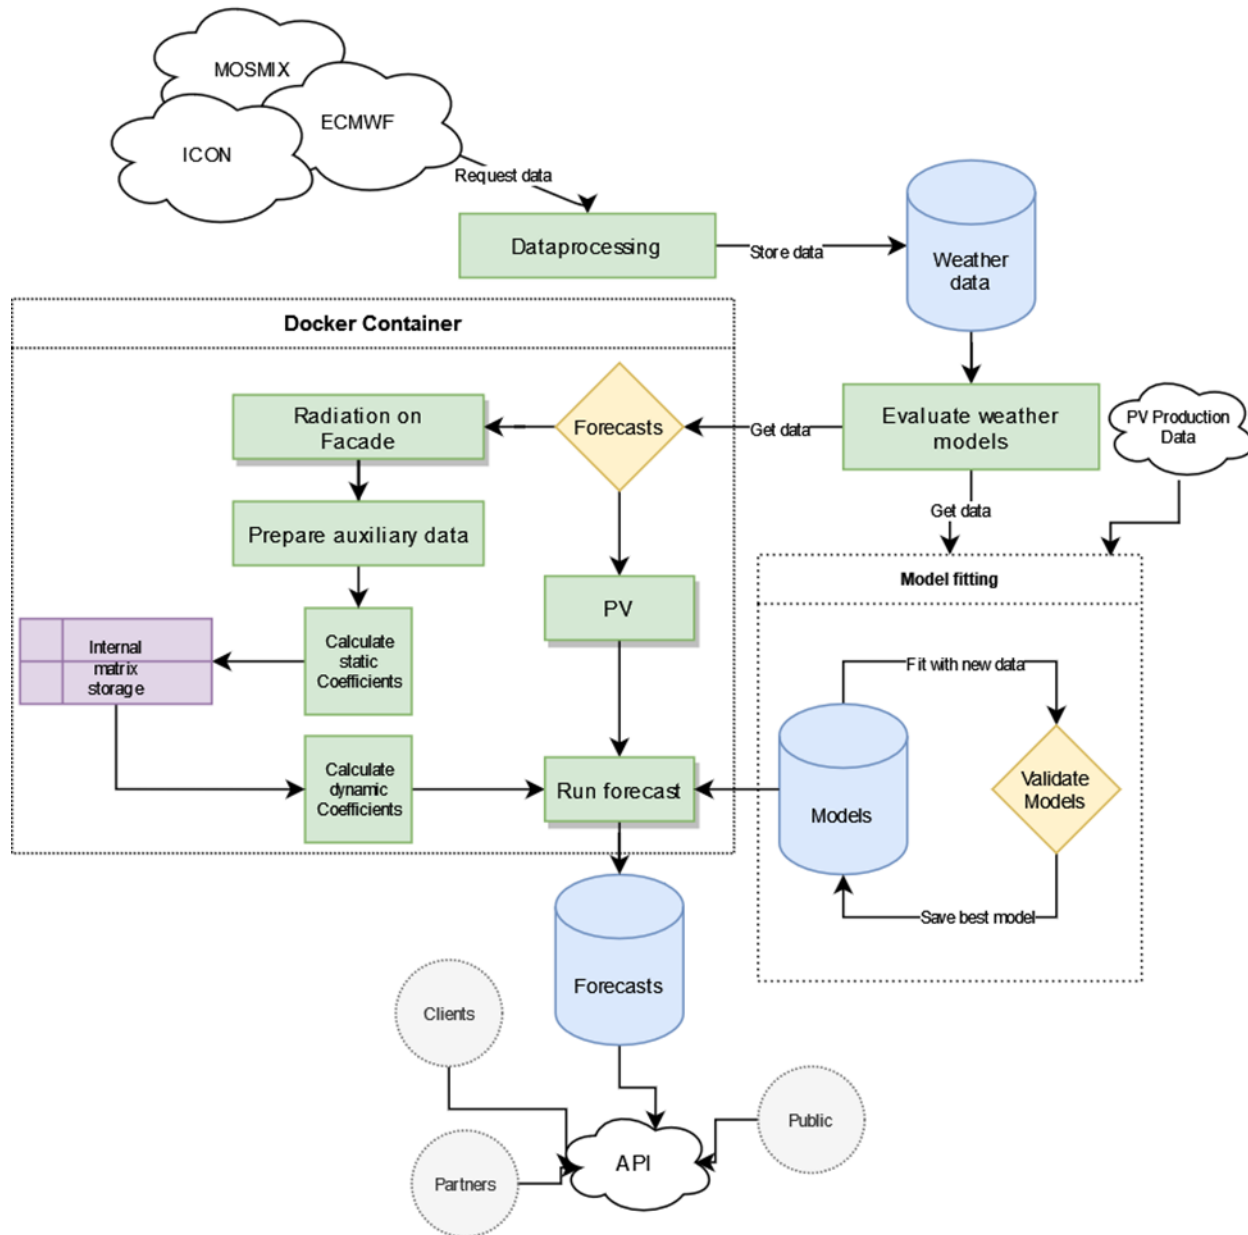 MOSMIX
ECMWF
ICON
Request data
Dataprocessing
Store data
Weather
data
Docker Container
Radiation on
Facade
Forecasts
Get data
Evaluate weather
models
PV Production
Data
Get data
Prepare auxiliary data
Model fitting
PV
Calculate
static
Coefficients
Internal
matrix
storage
Fit with new data
Calculate
dynamic
Coefficients
Run forecast
Models
Validate
Models
Save best model
Forecasts
Clients
Public
API
Partners